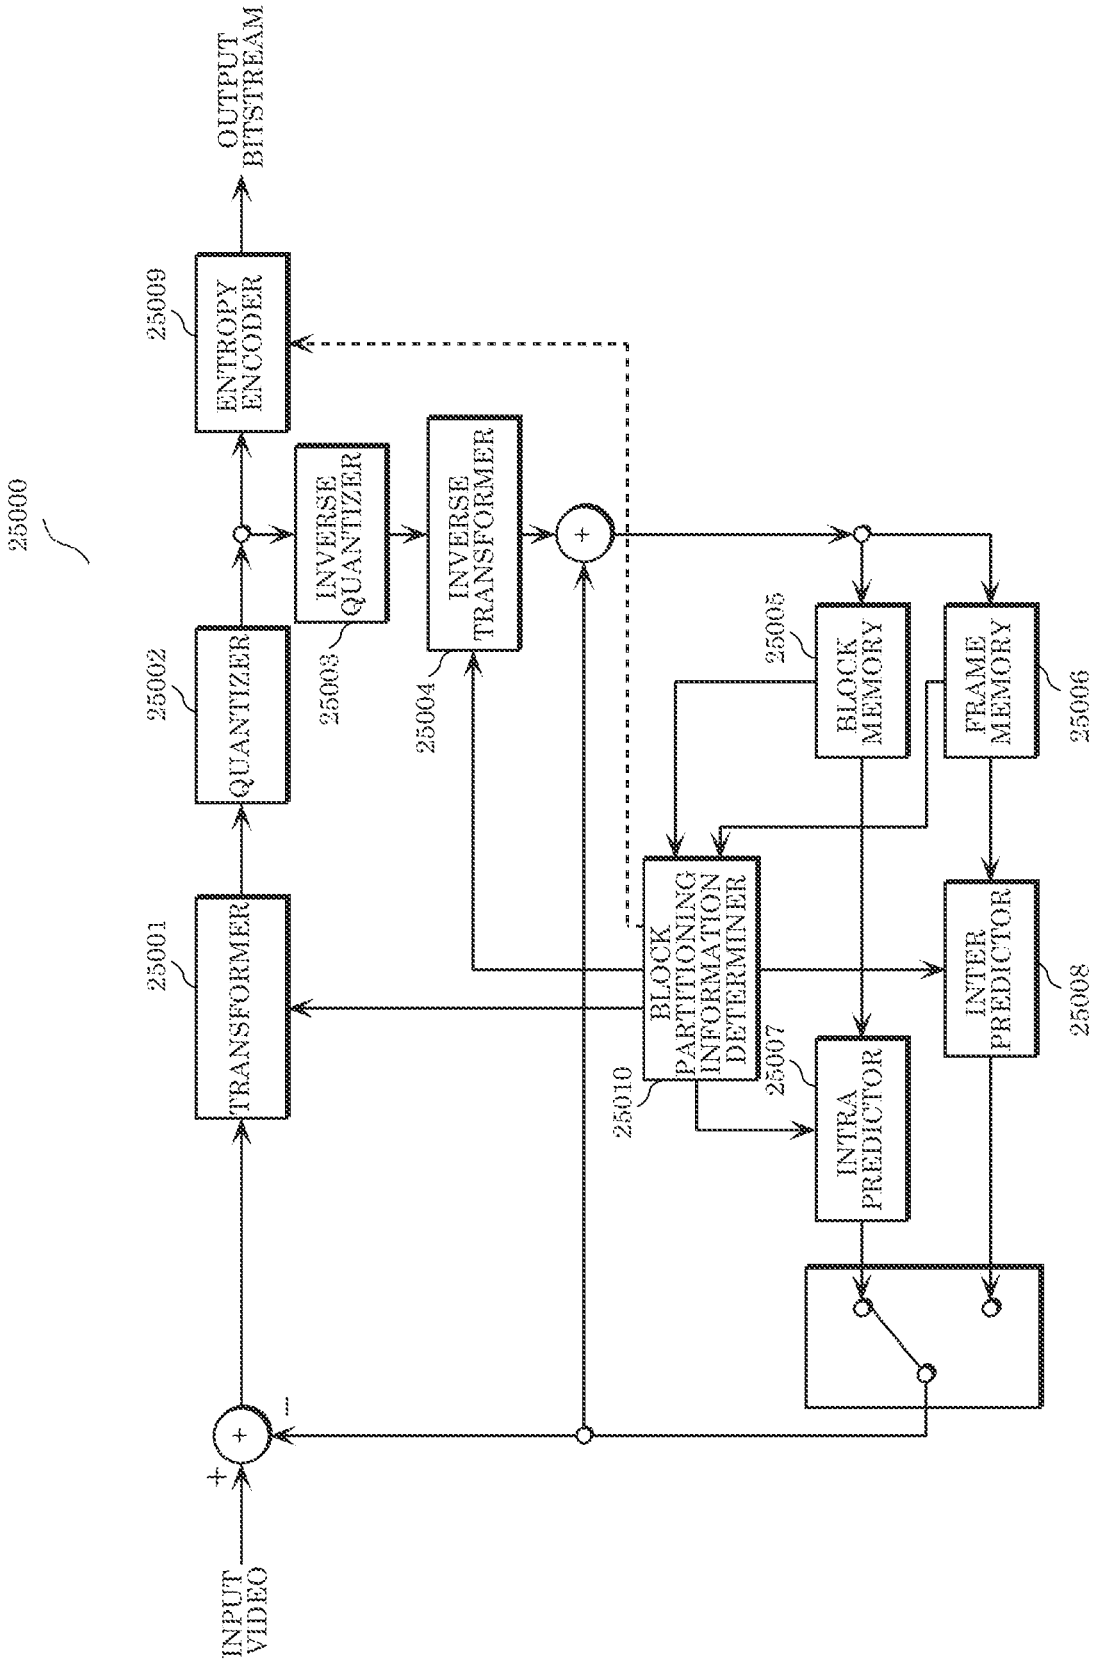 25000
INPUT
VIDEO
+
+
−
25001
TRANSFORMER
25002
QUANTIZER
25009
ENTROPY
ENCODER
OUTPUT
BITSTREAM
INVERSE
QUANTIZER
25003
INVERSE
TRANSFORMER
25004
+
BLOCK
PARTITIONING
INFORMATION
DETERMINER
25010
25005
BLOCK
MEMORY
FRAME
MEMORY
25006
25007
INTRA
PREDICTOR
INTER
PREDICTOR
25008